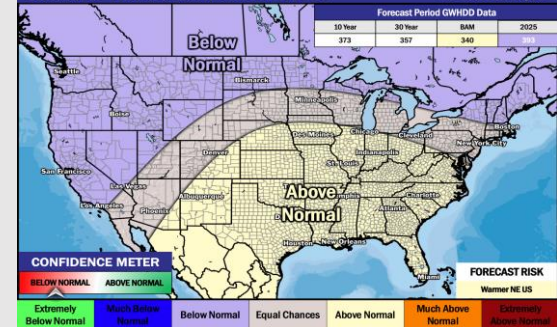 Forecast Period GWHDD Data
10 Year 30 Year BAM 2025
373 357 340 393
Below
Normal
Seattle
Bismarck
Minneapolis
Boise
Boston
Chicago
Cleveland
Des Moines
New York City
Denver
Indianapolis
San Francisco
St Louis
Las Vegas
Above
Normal
Albuquerque
Memphis
Charlotte
Los Angeles
Phoenix
Atlanta
Houston
New Orleans
Miami
CONFIDENCE METER
BELOW NORMAL ABOVE NORMAL
FORECAST RISK
Warmer NE US
Extremely Below Normal
Much Below Normal
Below Normal
Equal Chances
Above Normal
Much Above Normal
Extremely Above Normal